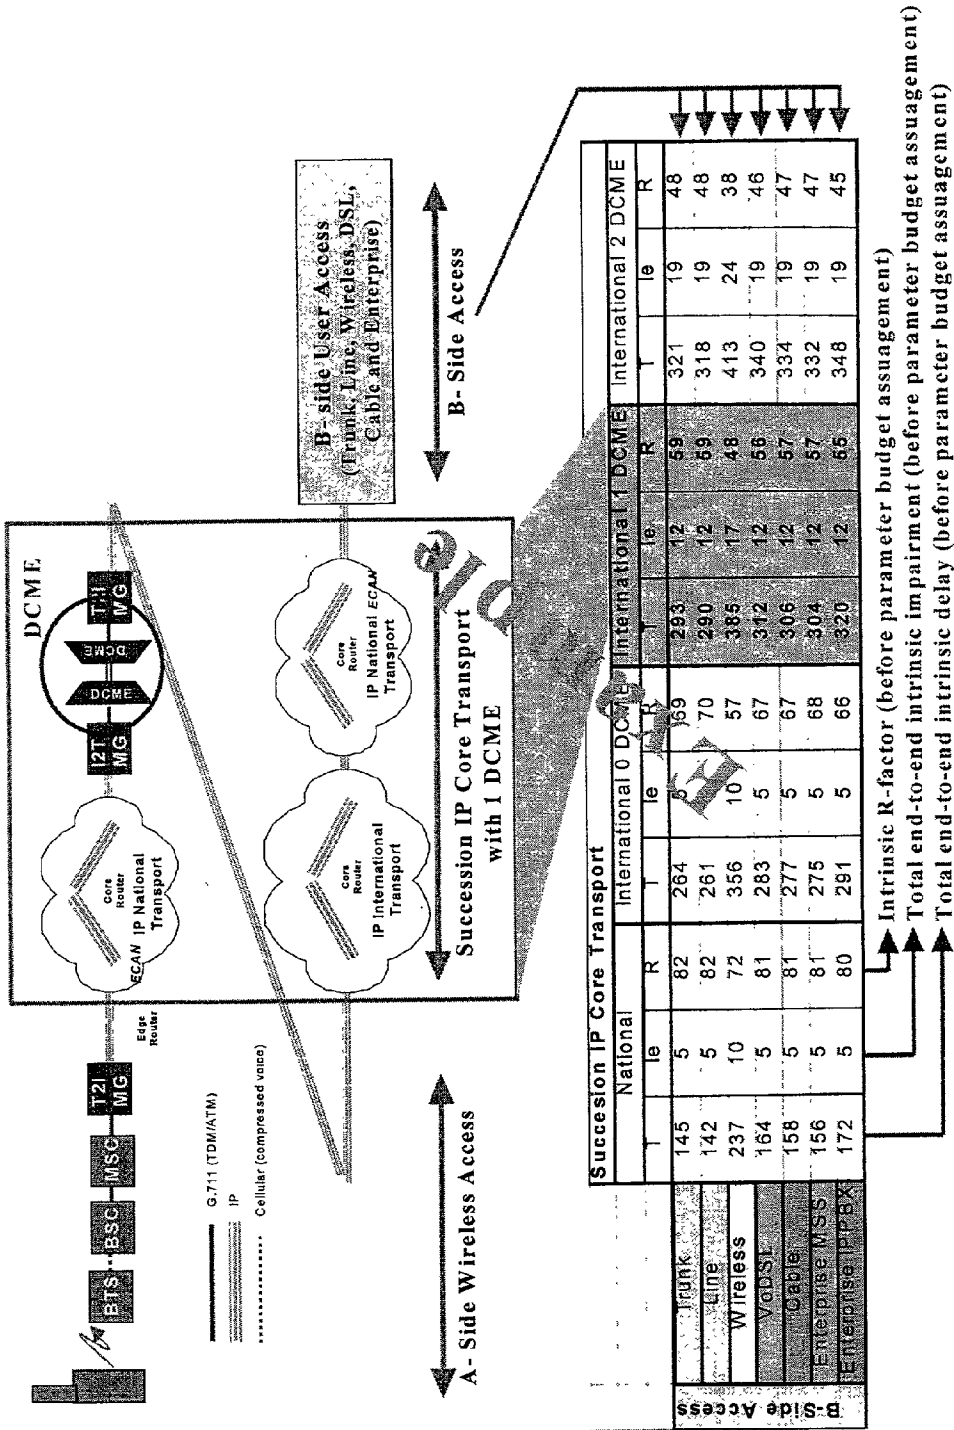 BTS
BSC
MSC
T2I
MG
Edge
Router
ECAN
Core
Router
IP National
Transport
I2T
MG
DCME
DCME
MG
DCME
G.711 (TDM/ATM)
IP
Cellular (compressed voice)
IP International
Transport
Core
Router
IP National ECAN
Transport
Core
Router
B- side User Access
(Trunk, Line, Wireless, DSL,
Cable and Enterprise)
A- Side Wireless Access
Succession IP Core Transport
with 1 DCME
B- Side Access
Example
Succesion IP Core Transport
National International 0 DCME International 1 DCME International 2 DCME
T Ie R T Ie R T Ie R T Ie R
B-Side Access
Trunk 145 5 82 264 5 69 293 12 59 321 19 48
Line 142 5 82 261 5 70 290 12 59 318 19 48
Wireless 237 10 72 356 10 57 385 17 48 413 24 38
VoDSL 164 5 81 283 5 67 312 12 56 340 19 46
Cable 158 5 81 277 5 67 306 12 57 334 19 47
Enterprise MSS 156 5 81 275 5 68 304 12 57 332 19 47
Enterprise IPPBX 172 5 80 291 5 66 320 12 55 348 19 45
Intrinsic R-factor (before parameter budget assuagement)
Total end-to-end intrinsic impairment (before parameter budget assuagement)
Total end-to-end intrinsic delay (before parameter budget assuagement)